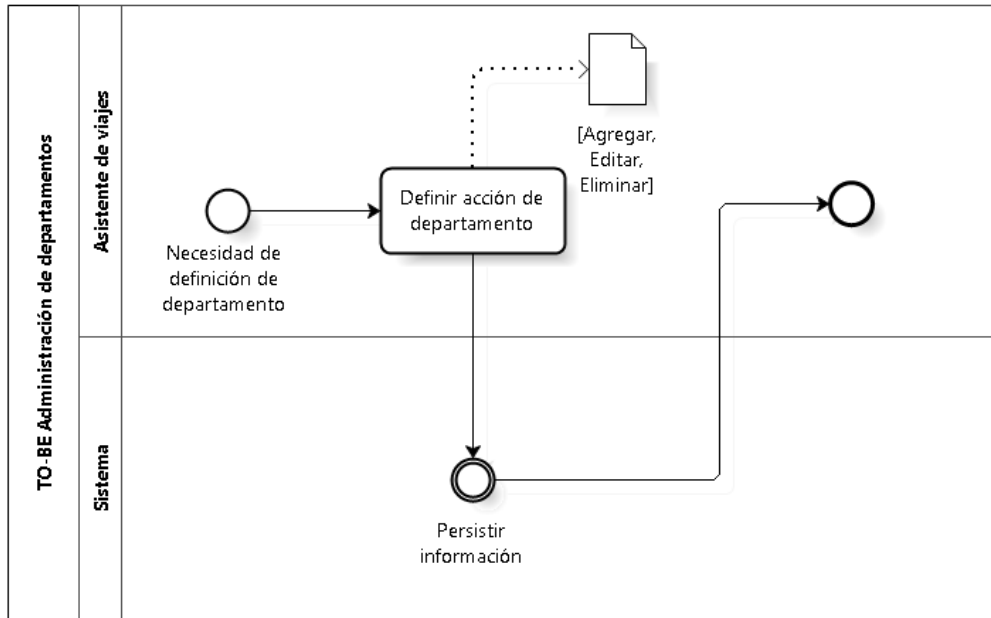 TO-BE Administración de departamentos
Asistente de viajes
[Agregar,
Editar,
Eliminar]
Definir acción de
departamento
Necesidad de
definición de
departamento
Sistema
Persistir
información